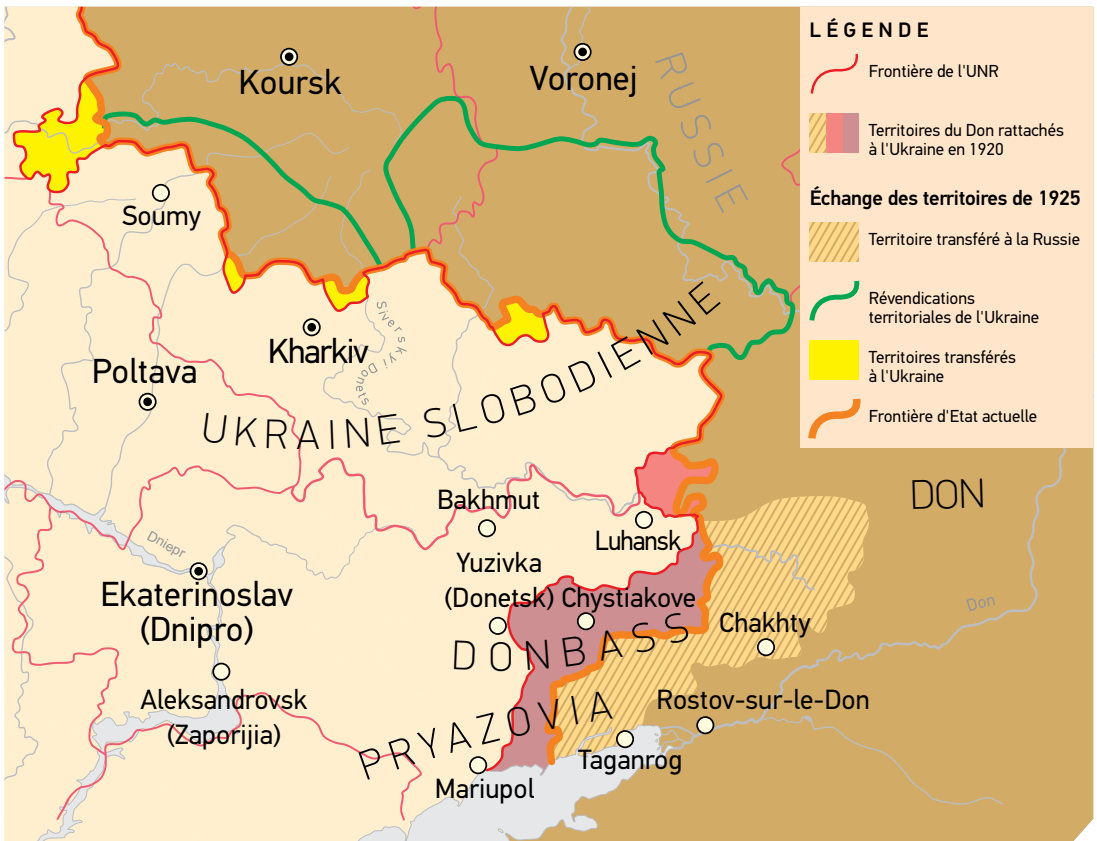 Koursk
Voronej
RUSSIE
Soumy
Kharkiv
Siverskyi Donets
Poltava
UKRAINE SLOBODIENNE
Bakhmut
Luhansk
DON
Dniepr
Yuzivka
(Donetsk)
Chystiakove
Ekaterinoslav
(Dnipro)
DONBASS
Chakhty
Don
Aleksandrovsk
(Zaporijia)
PRYAZOVIA
Rostov-sur-le-Don
Taganrog
Mariupol
LÉGENDE
Frontière de l'UNR
Territoires du Don rattachés
à l'Ukraine en 1920
Échange des territoires de 1925
Territoire transféré à la Russie
Révendications
territoriales de l'Ukraine
Territoires transférés
à l'Ukraine
Frontière d'Etat actuelle